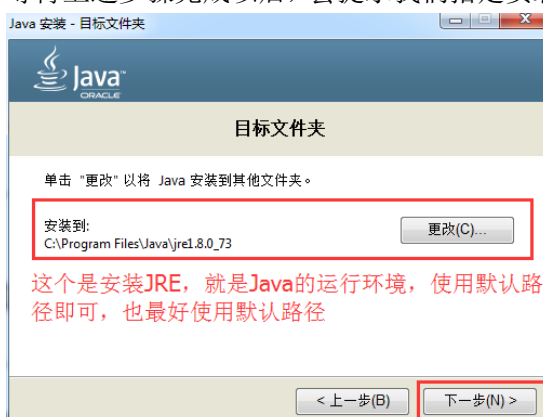 Java 安装 - 目标文件夹
Java
ORACLE
目标文件夹
单击 "更改" 以将 Java 安装到其他文件夹。
安装到:
C:\Program Files\Java\jre1.8.0_73
更改(C)...
这个是安装JRE，就是Java的运行环境，使用默认路
径即可，也最好使用默认路径
< 上一步(B)
下一步(N) >